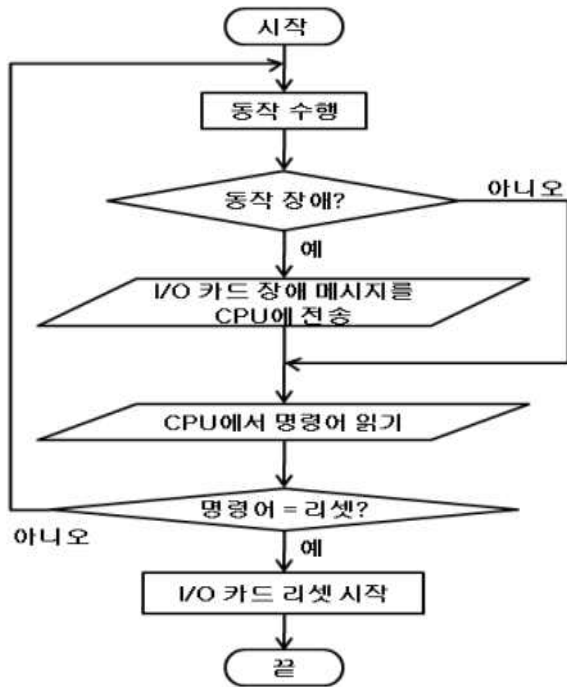 시작
동작 수행
동작 장애?
아니오
예
I/O 카드 장애 메시지를
CPU에 전송
CPU에서 명령어 읽기
명령어 = 리셋?
아니오
예
I/O 카드 리셋 시작
끝